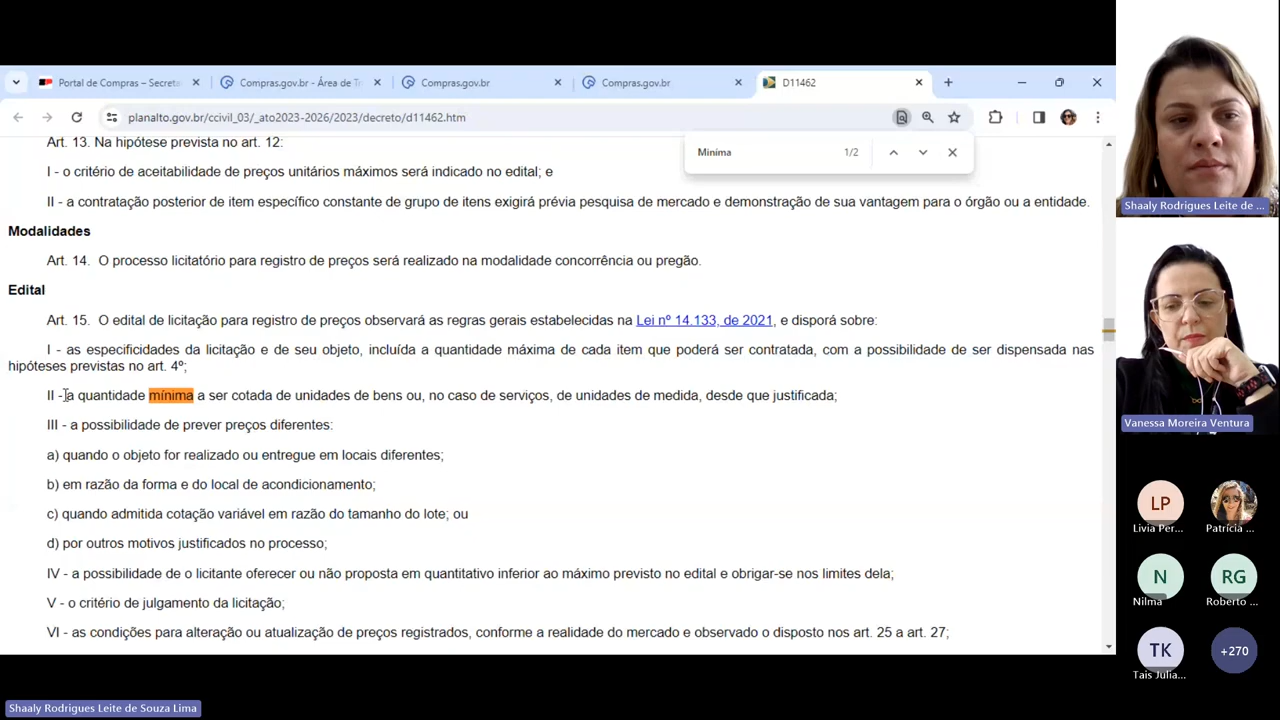 Portal de Compras – Secreta
Compras.gov.br - Área de T
Compras.gov.br
Compras.gov.br
D11462
planalto.gov.br/ccivil_03/_ato2023-2026/2023/decreto/d11462.htm
Miníma
1/2
Art. 13. Na hipótese prevista no art. 12:
I - o critério de aceitabilidade de preços unitários máximos será indicado no edital; e
II - a contratação posterior de item específico constante de grupo de itens exigirá prévia pesquisa de mercado e demonstração de sua vantagem para o órgão ou a entidade.
Modalidades
Art. 14. O processo licitatório para registro de preços será realizado na modalidade concorrência ou pregão.
Edital
Art. 15. O edital de licitação para registro de preços observará as regras gerais estabelecidas na Lei nº 14.133, de 2021, e disporá sobre:
I - as especificidades da licitação e de seu objeto, incluída a quantidade máxima de cada item que poderá ser contratada, com a possibilidade de ser dispensada nas
hipóteses previstas no art. 4º;
II - a quantidade mínima a ser cotada de unidades de bens ou, no caso de serviços, de unidades de medida, desde que justificada;
III - a possibilidade de prever preços diferentes:
a) quando o objeto for realizado ou entregue em locais diferentes;
b) em razão da forma e do local de acondicionamento;
c) quando admitida cotação variável em razão do tamanho do lote; ou
d) por outros motivos justificados no processo;
IV - a possibilidade de o licitante oferecer ou não proposta em quantitativo inferior ao máximo previsto no edital e obrigar-se nos limites dela;
V - o critério de julgamento da licitação;
VI - as condições para alteração ou atualização de preços registrados, conforme a realidade do mercado e observado o disposto nos art. 25 a art. 27;
Shaaly Rodrigues Leite de ...
Vanessa Moreira Ventura
LP
Livia Per...
Patrícia ...
N
RG
Nilma
Roberto ...
TK
+270
Tais Julia...
Shaaly Rodrigues Leite de Souza Lima